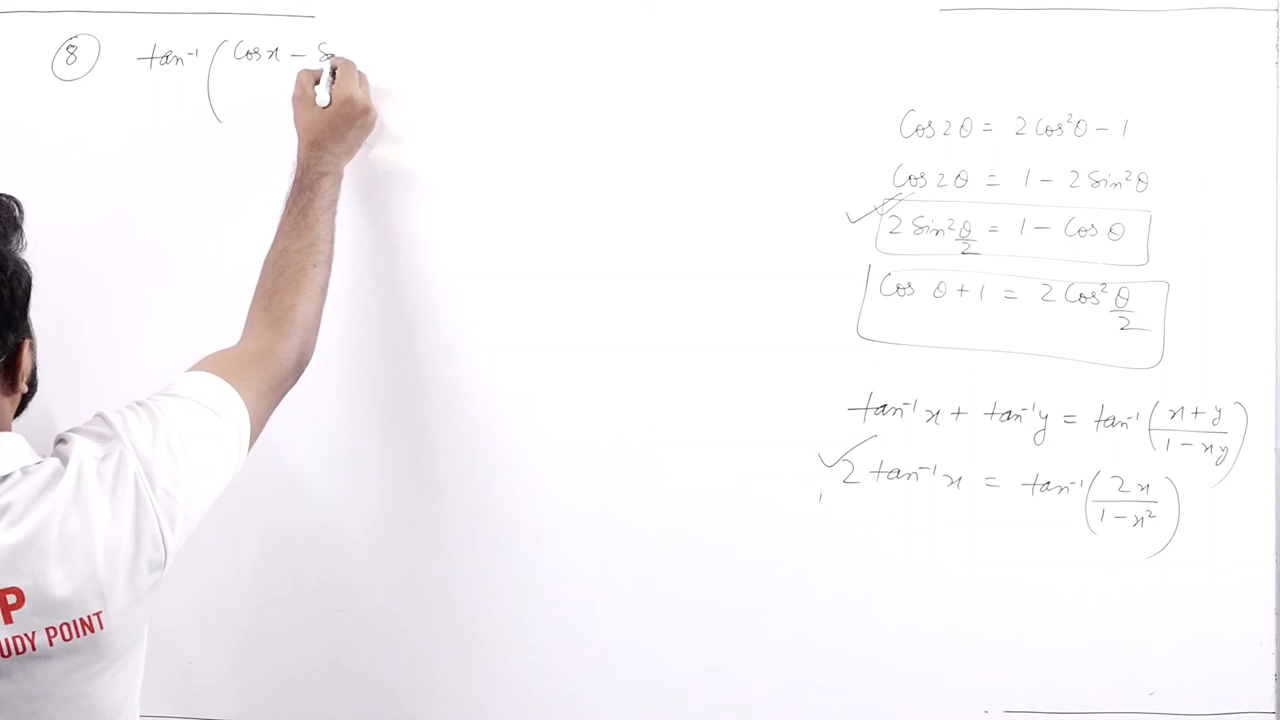 8 tan⁻¹ ( Cos x − S
Cos 2θ = 2 Cos²θ − 1
Cos 2θ = 1 − 2 Sin²θ
2 Sin² θ/2 = 1 − Cos θ
Cos θ + 1 = 2 Cos² θ/2
tan⁻¹x + tan⁻¹y = tan⁻¹ ( x + y / 1 − xy )
2 tan⁻¹x = tan⁻¹ ( 2x / 1 − x² )
P
UDY POINT